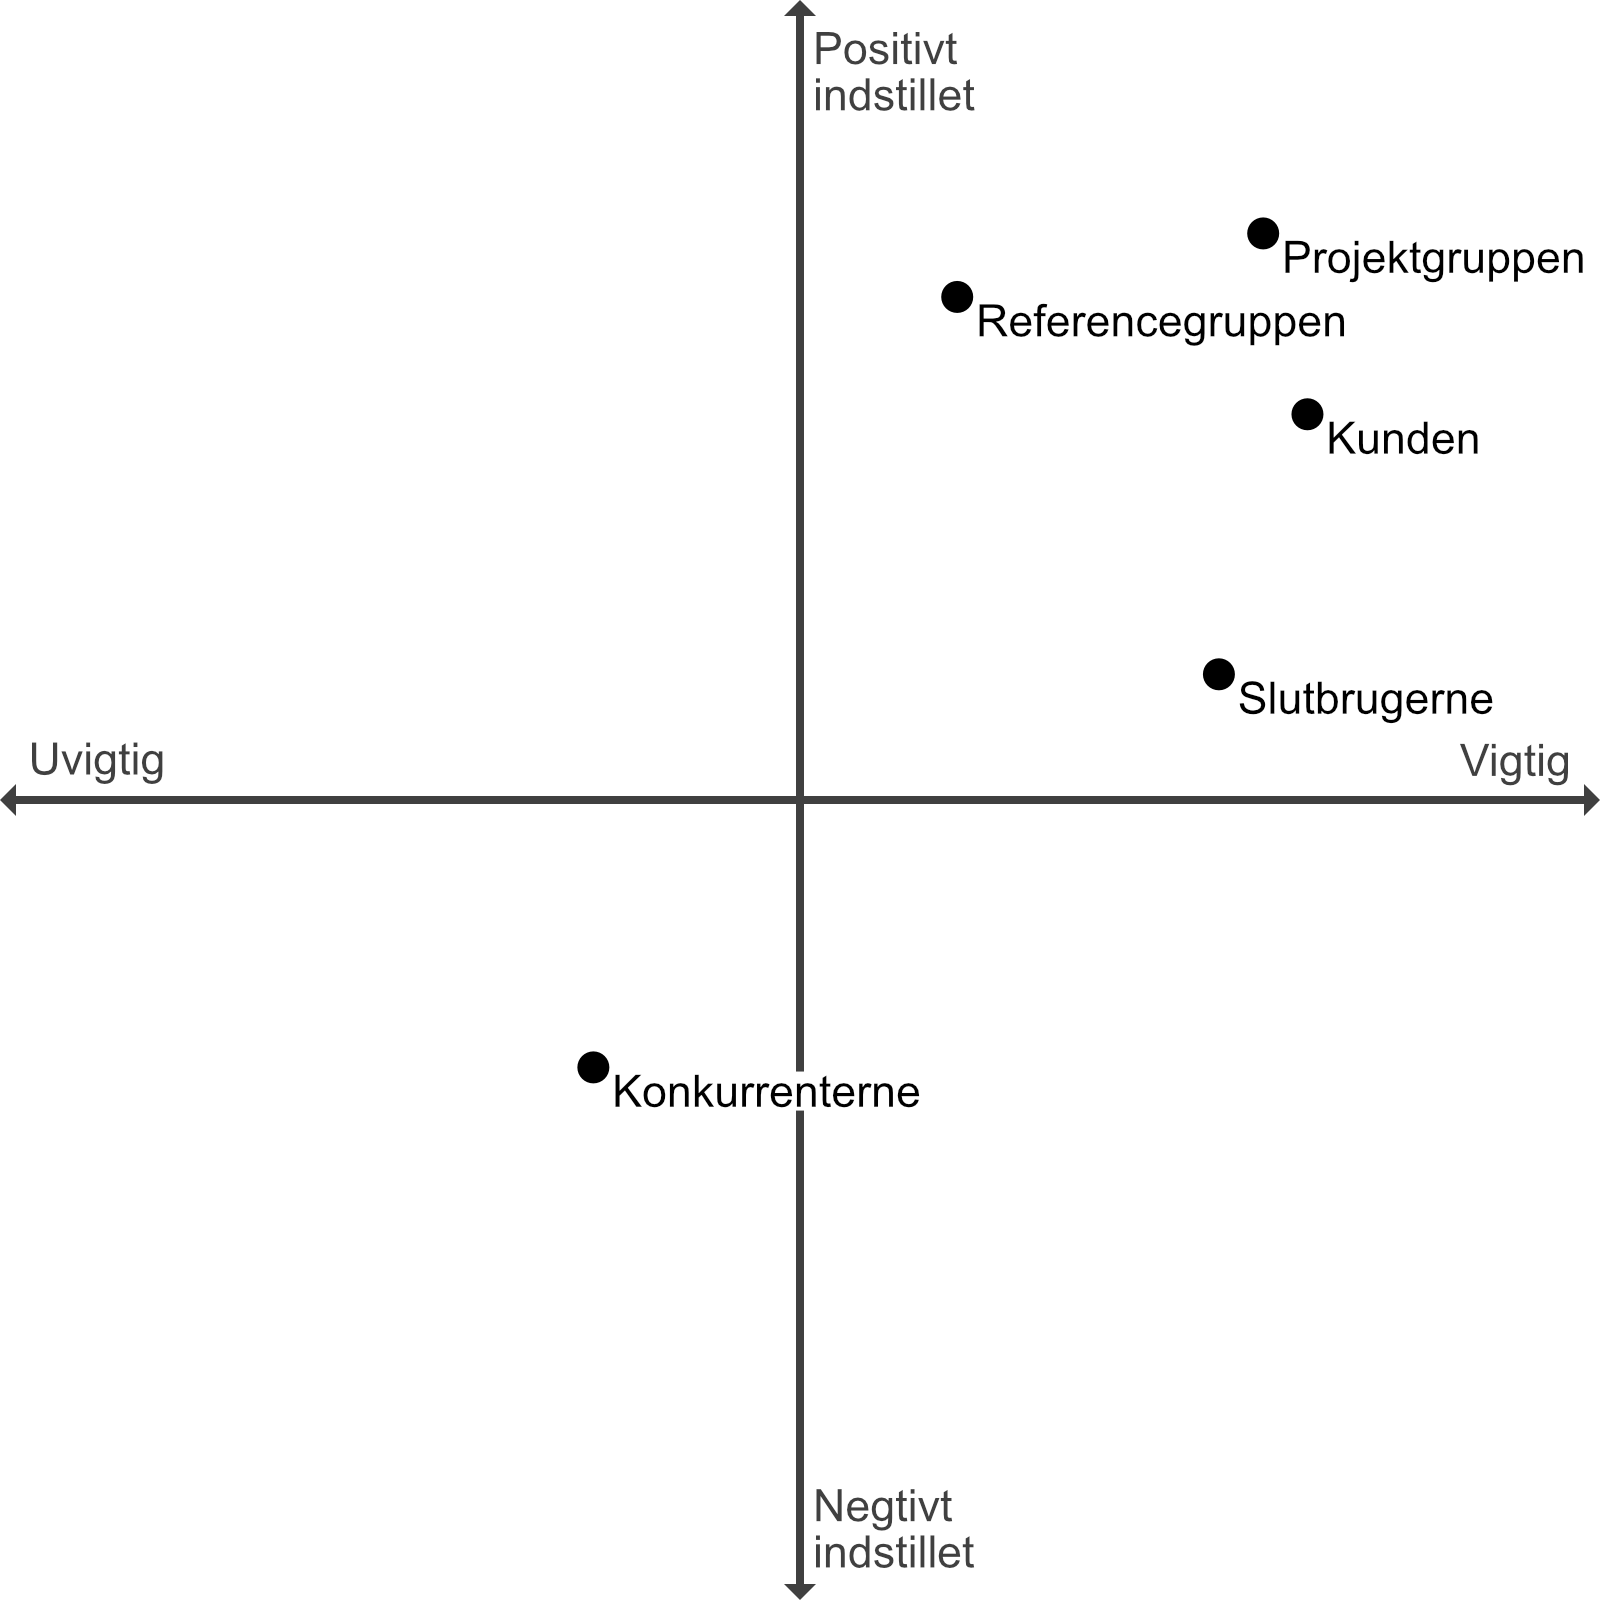 Positivt
indstillet
Projektgruppen
Referencegruppen
Kunden
Slutbrugerne
Uvigtig
Vigtig
Konkurrenterne
Negtivt
indstillet